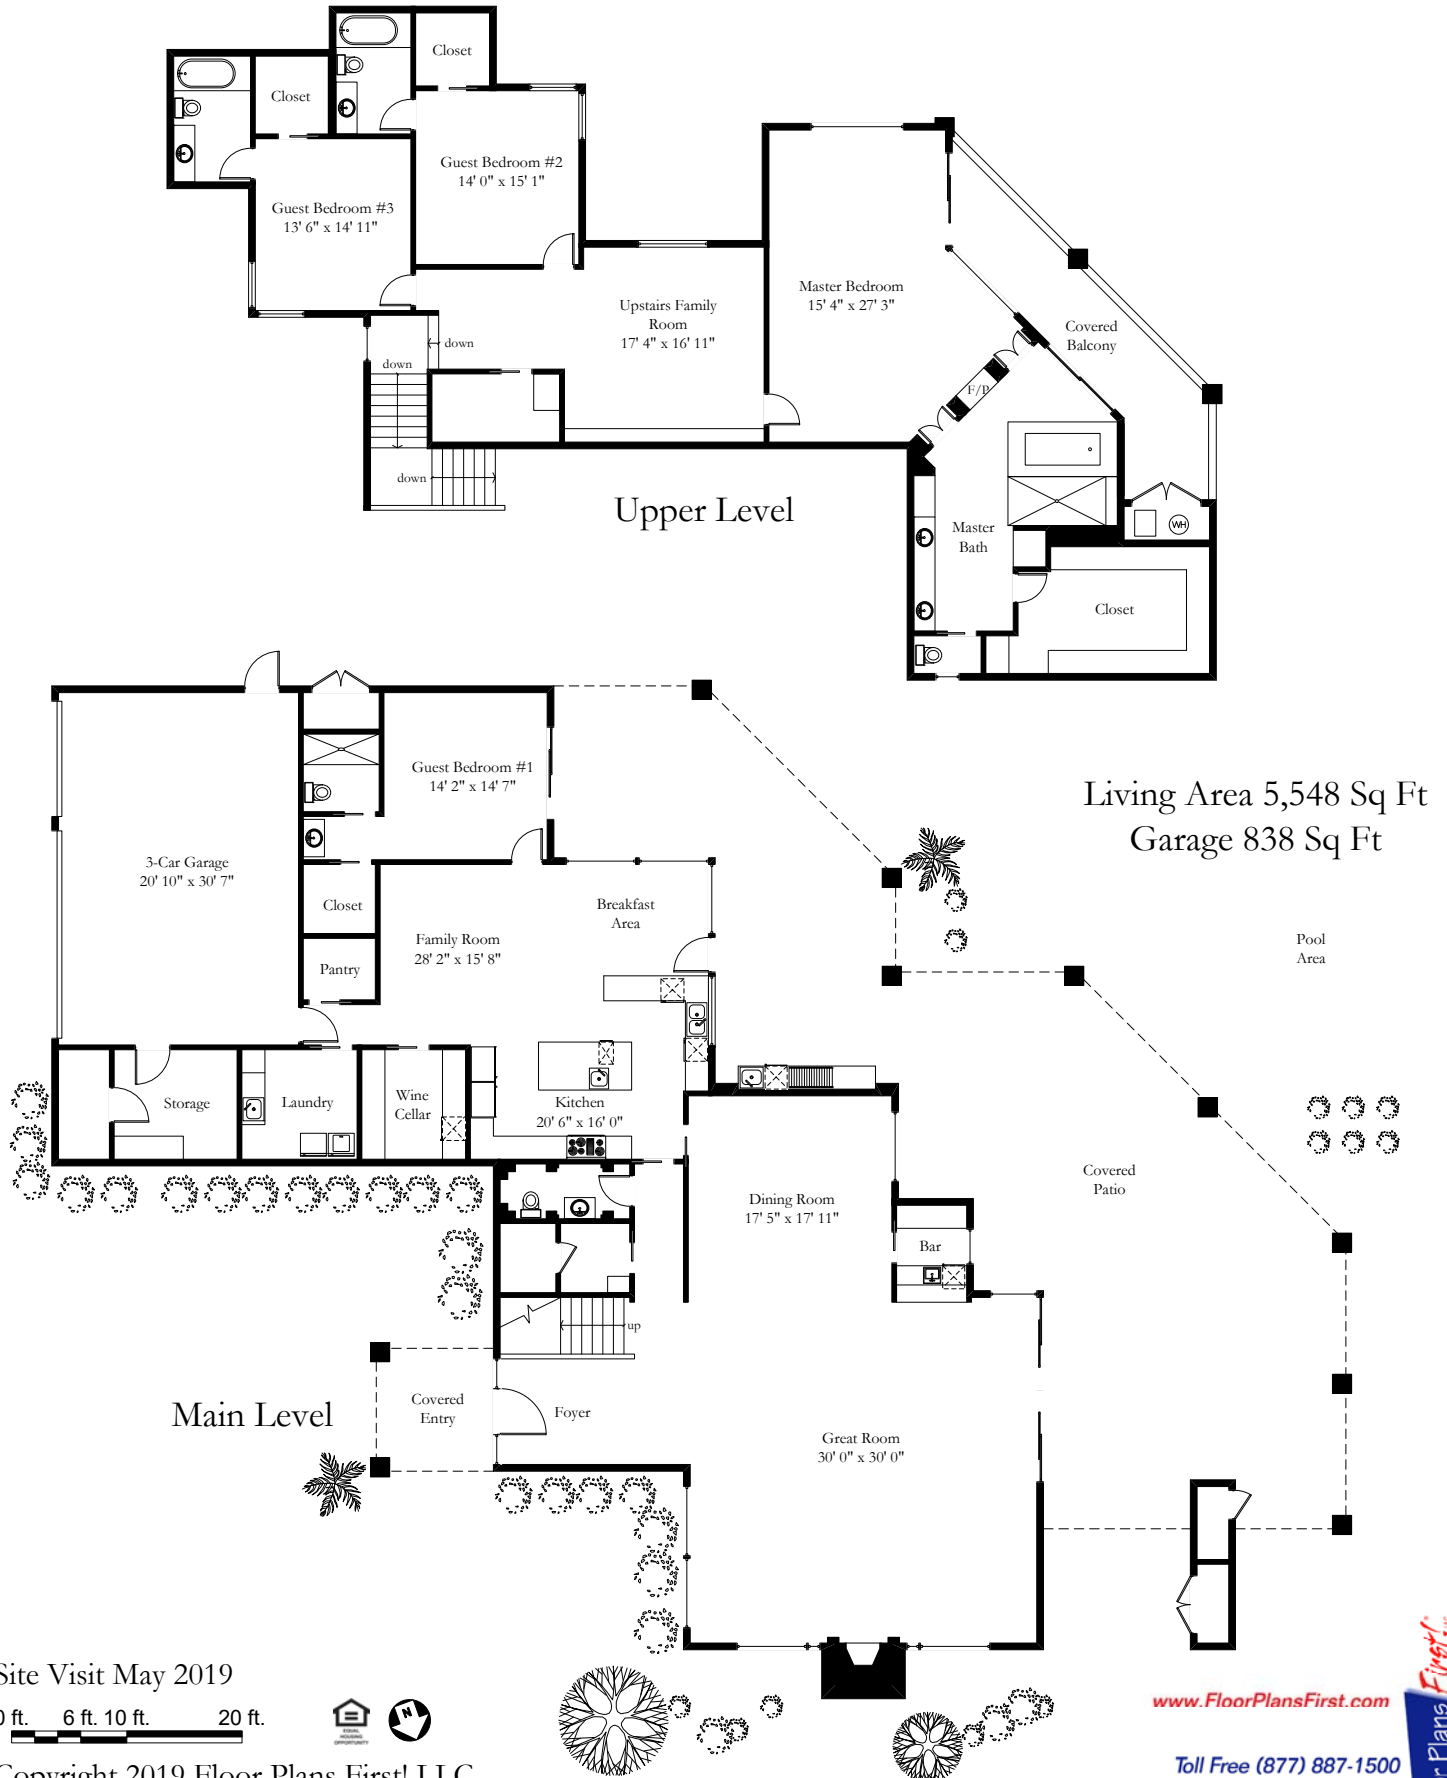 Closet
Closet
Guest Bedroom #2
14' 0" x 15' 1"
Guest Bedroom #3
13' 6" x 14' 11"
Master Bedroom
15' 4" x 27' 3"
Upstairs Family
Room
17' 4" x 16' 11"
Covered
Balcony
down
down
F/P
down
Upper Level
WH
Master
Bath
Closet
Guest Bedroom #1
14' 2" x 14' 7"
Living Area 5,548 Sq Ft
Garage 838 Sq Ft
3-Car Garage
20' 10" x 30' 7"
Closet
Breakfast
Area
Family Room
28' 2" x 15' 8"
Pantry
Pool
Area
Storage
Laundry
Wine
Cellar
Kitchen
20' 6" x 16' 0"
Covered
Patio
Dining Room
17' 5" x 17' 11"
Bar
up
Main Level
Covered
Entry
Foyer
Great Room
30' 0" x 30' 0"
Site Visit May 2019
0 ft. 6 ft. 10 ft. 20 ft.
EQUAL
HOUSING
OPPORTUNITY
N
Copyright 2019 Floor Plans First! LLC
www.FloorPlansFirst.com
Toll Free (877) 887-1500
Plans
First!